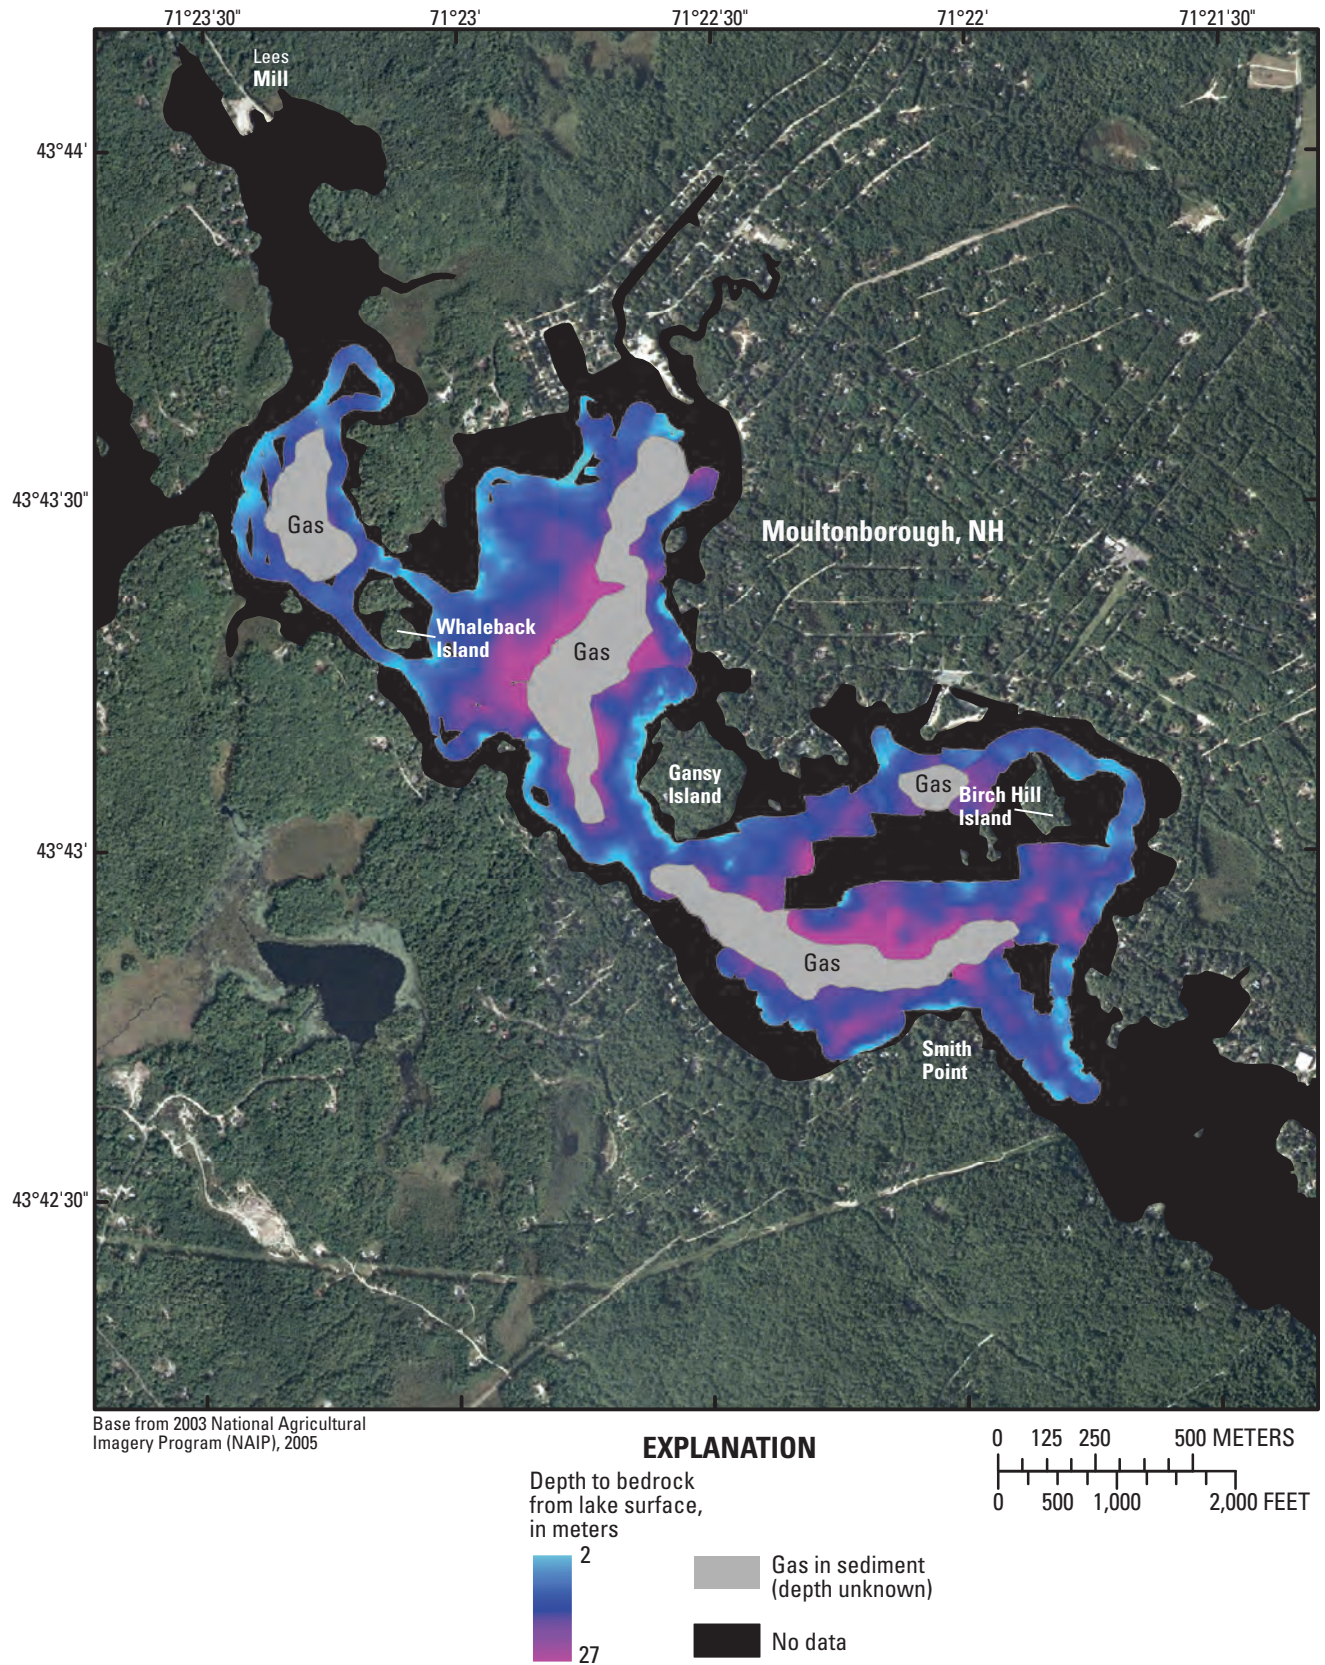 71°23'30"
71°23'
71°22'30"
71°22'
71°21'30"
Lees
Mill
43°44'
43°43'30"
Gas
Moultonborough, NH
Whaleback
Island
Gas
Gansy
Island
Gas
Birch Hill
Island
43°43'
Gas
Smith
Point
43°42'30"
Base from 2003 National Agricultural
Imagery Program (NAIP), 2005
EXPLANATION
0 125 250 500 METERS
0 500 1,000 2,000 FEET
Depth to bedrock
from lake surface,
in meters
2
27
Gas in sediment
(depth unknown)
No data